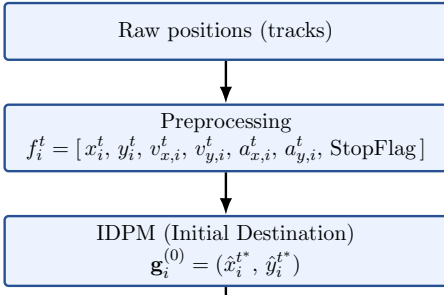 Raw positions (tracks)
Preprocessing
f_i^t = [ x_i^t, y_i^t, v_{x,i}^t, v_{y,i}^t, a_{x,i}^t, a_{y,i}^t, StopFlag ]
IDPM (Initial Destination)
g_i^{(0)} = (x̂_i^{t*}, ŷ_i^{t*})